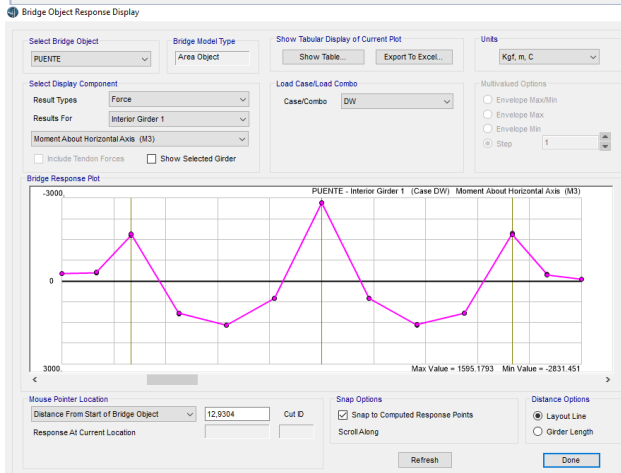 Bridge Object Response Display
Select Bridge Object
PUENTE
Bridge Model Type
Area Object
Show Tabular Display of Current Plot
Show Table...
Export To Excel...
Units
Kgf, m, C
Select Display Component
Result Types
Force
Results For
Interior Girder 1
Moment About Horizontal Axis (M3)
Include Tendon Forces
Show Selected Girder
Load Case/Load Combo
Case/Combo
DW
Multivalued Options
Envelope Max/Min
Envelope Max
Envelope Min
Step
1
Bridge Response Plot
-3000,
PUENTE - Interior Girder 1 (Case DW) Moment About Horizontal Axis (M3)
0
3000,
Max Value = 1595.1793 Min Value = -2831.451
Mouse Pointer Location
Distance From Start of Bridge Object
12,9304
Cut ID
Response At Current Location
Snap Options
Snap to Computed Response Points
Scroll Along
Distance Options
Layout Line
Girder Length
Refresh
Done